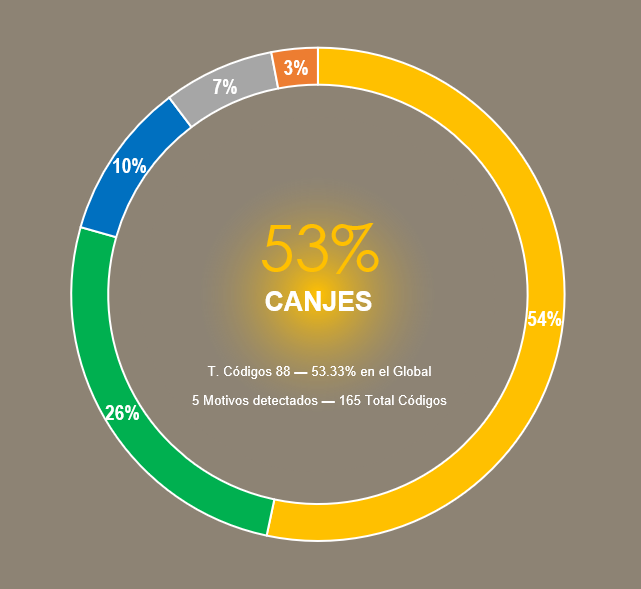 3%
7%
10%
53%
CANJES
54%
T. Códigos 88 — 53.33% en el Global
5 Motivos detectados — 165 Total Códigos
26%